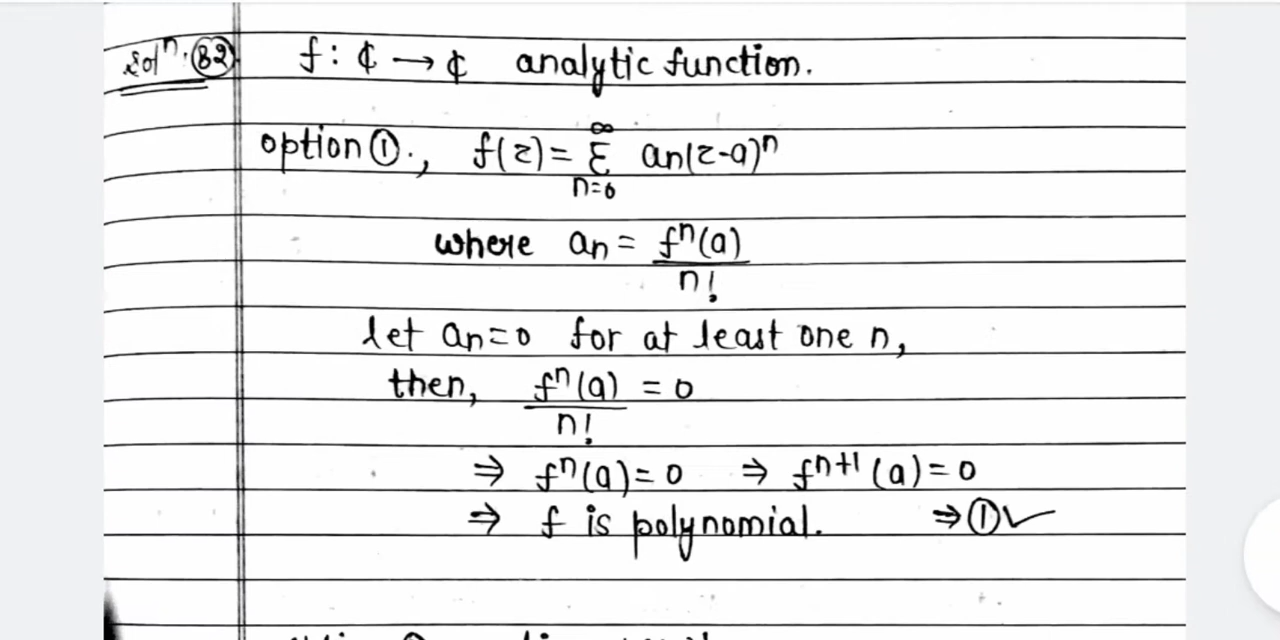 Solⁿ. 82 f : ₵ → ₵ analytic function.
option ①., f(z) = Σ an(z-a)ⁿ
∞
n=0
where an = fⁿ(a)
n!
let an=0 for at least one n,
then, fⁿ(a) = 0
n!
⇒ fⁿ(a) = 0 ⇒ fⁿ⁺¹(a) = 0
⇒ f is polynomial. ⇒ ① ✓